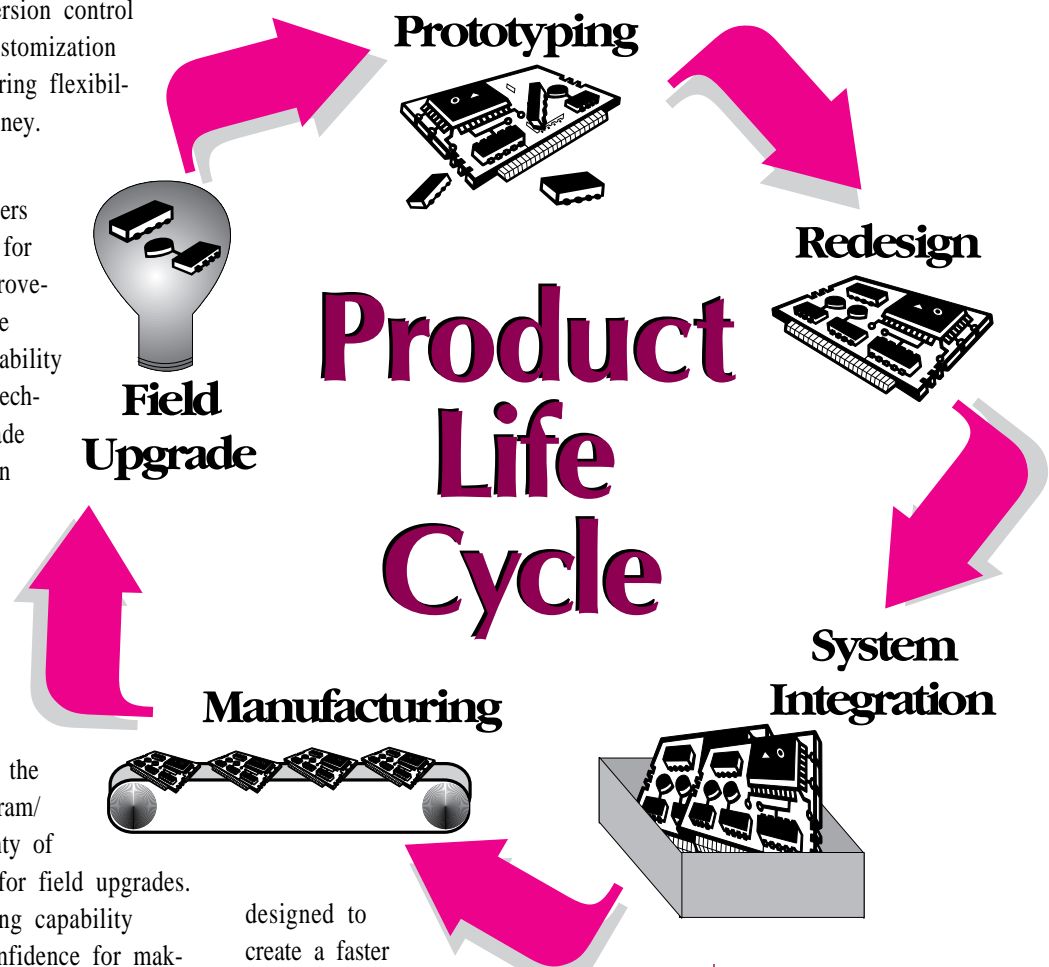 ersion control
stomization
ring flexibil-
ney.
ers
for
rove-
e
ability
ech-
de
n
the
ram/
ty of
for field upgrades.
ng capability
nfidence for mak-
designed to
create a faster
Prototyping
Redesign
System
Integration
Manufacturing
Field
Upgrade
Product
Life
Cycle